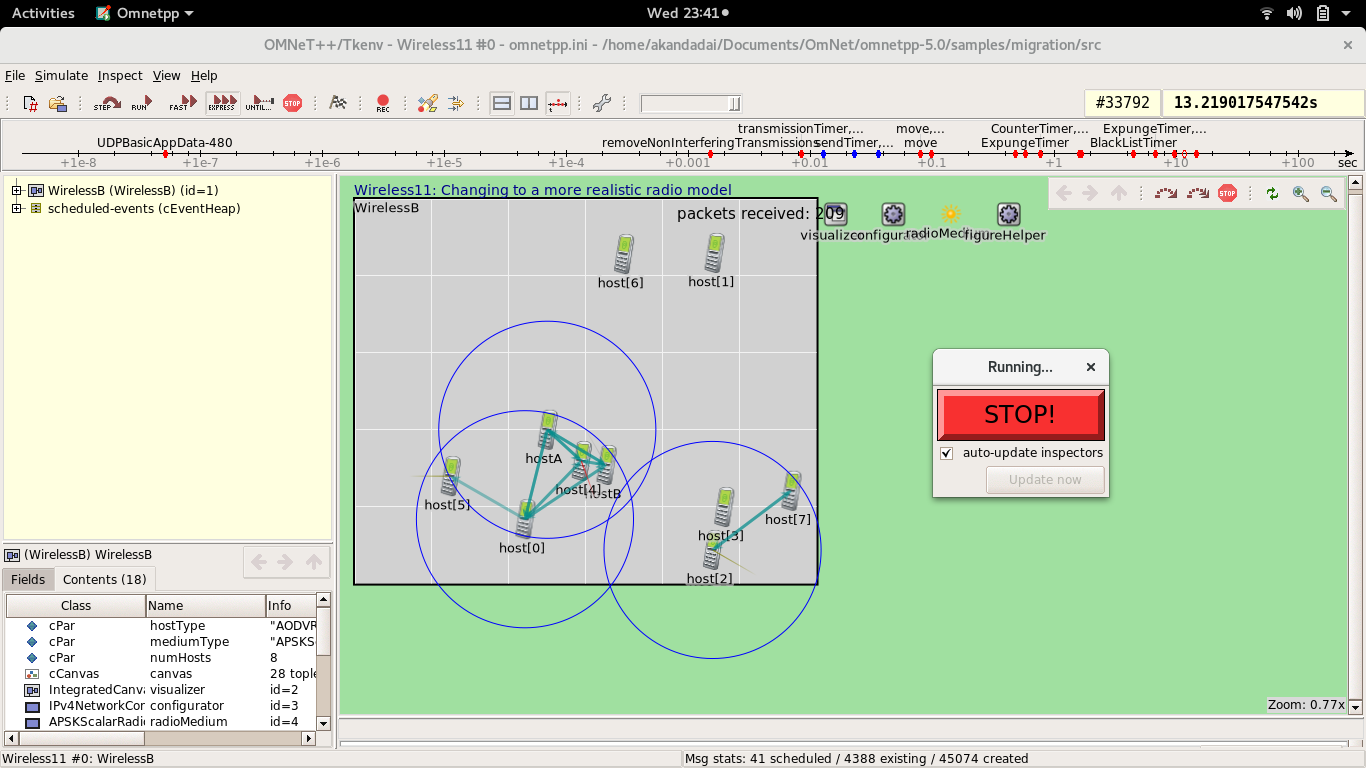 Activities Omnetpp Wed 23:41
OMNeT++/Tkenv - Wireless11 #0 - omnetpp.ini - /home/akandadai/Documents/OmNet/omnetpp-5.0/samples/migration/src
File Simulate Inspect View Help
STEP RUN FAST EXPRESS UNTIL... STOP REC #33792 13.219017547542s
transmissionTimer,... move,... CounterTimer,... ExpungeTimer,...
UDPBasicAppData-480 removeNonInterferingTransmissions sendTimer,... move ExpungeTimer BlackListTimer
+1e-8 +1e-7 +1e-6 +1e-5 +1e-4 +0.001 +0.01 +0.1 +1 +10 +100 sec
WirelessB (WirelessB) (id=1)
scheduled-events (cEventHeap)
Wireless11: Changing to a more realistic radio model
STOP
WirelessB
packets received: 209
configurator figureHelper
host[6]
host[1]
hostA
host[4]
hostB
host[5]
host[0]
host[7]
host[3]
host[2]
Running...
STOP!
auto-update inspectors
Update now
Zoom: 0.77x
(WirelessB) WirelessB
Fields Contents (18)
Class Name Info
cPar hostType "AODVR
cPar mediumType "APSKS
cPar numHosts 8
cCanvas canvas 28 tople
IntegratedCanv visualizer id=2
IPv4NetworkCor configurator id=3
APSKScalarRadi radioMedium id=4
Wireless11 #0: WirelessB
Msg stats: 41 scheduled / 4388 existing / 45074 created